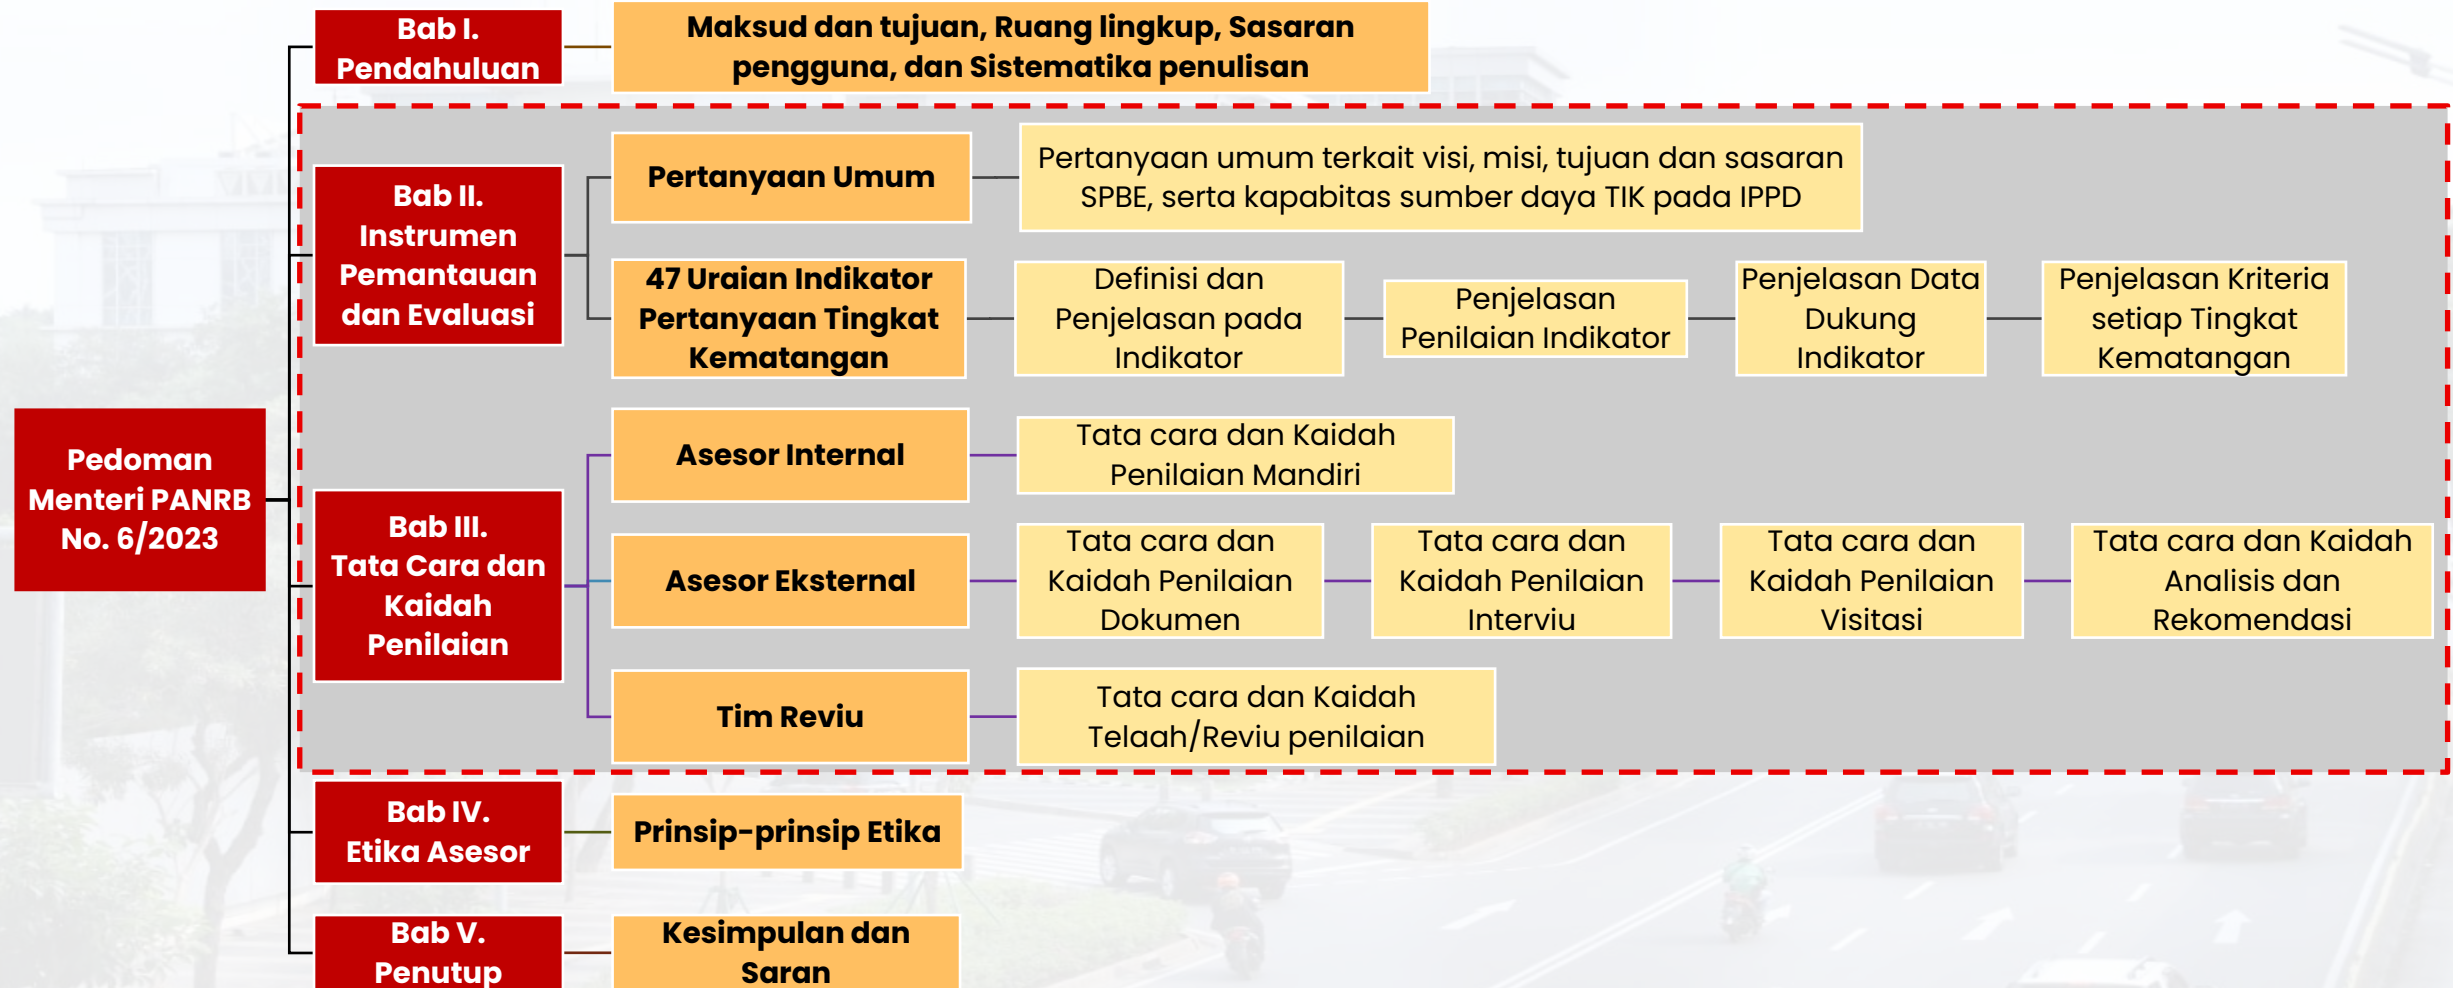 Pedoman
Menteri PANRB
No. 6/2023
Bab I.
Pendahuluan
Maksud dan tujuan, Ruang lingkup, Sasaran
pengguna, dan Sistematika penulisan
Bab II.
Instrumen
Pemantauan
dan Evaluasi
Pertanyaan Umum
Pertanyaan umum terkait visi, misi, tujuan dan sasaran
SPBE, serta kapabitas sumber daya TIK pada IPPD
47 Uraian Indikator
Pertanyaan Tingkat
Kematangan
Definisi dan
Penjelasan pada
Indikator
Penjelasan
Penilaian Indikator
Penjelasan Data
Dukung
Indikator
Penjelasan Kriteria
setiap Tingkat
Kematangan
Bab III.
Tata Cara dan
Kaidah
Penilaian
Asesor Internal
Tata cara dan Kaidah
Penilaian Mandiri
Asesor Eksternal
Tata cara dan
Kaidah Penilaian
Dokumen
Tata cara dan
Kaidah Penilaian
Interviu
Tata cara dan
Kaidah Penilaian
Visitasi
Tata cara dan Kaidah
Analisis dan
Rekomendasi
Tim Reviu
Tata cara dan Kaidah
Telaah/Reviu penilaian
Bab IV.
Etika Asesor
Prinsip-prinsip Etika
Bab V.
Penutup
Kesimpulan dan
Saran